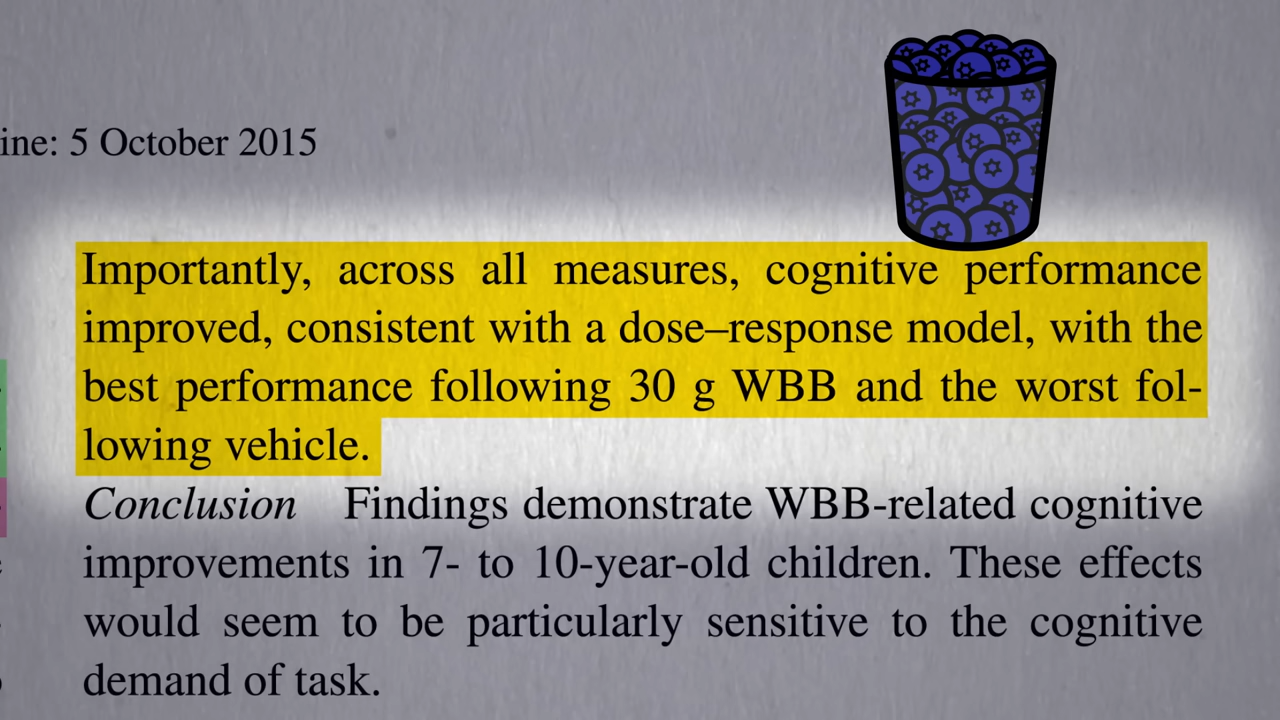 ine: 5 October 2015
Importantly, across all measures, cognitive performance
improved, consistent with a dose–response model, with the
best performance following 30 g WBB and the worst fol-
lowing vehicle.
Conclusion Findings demonstrate WBB-related cognitive
improvements in 7- to 10-year-old children. These effects
would seem to be particularly sensitive to the cognitive
demand of task.